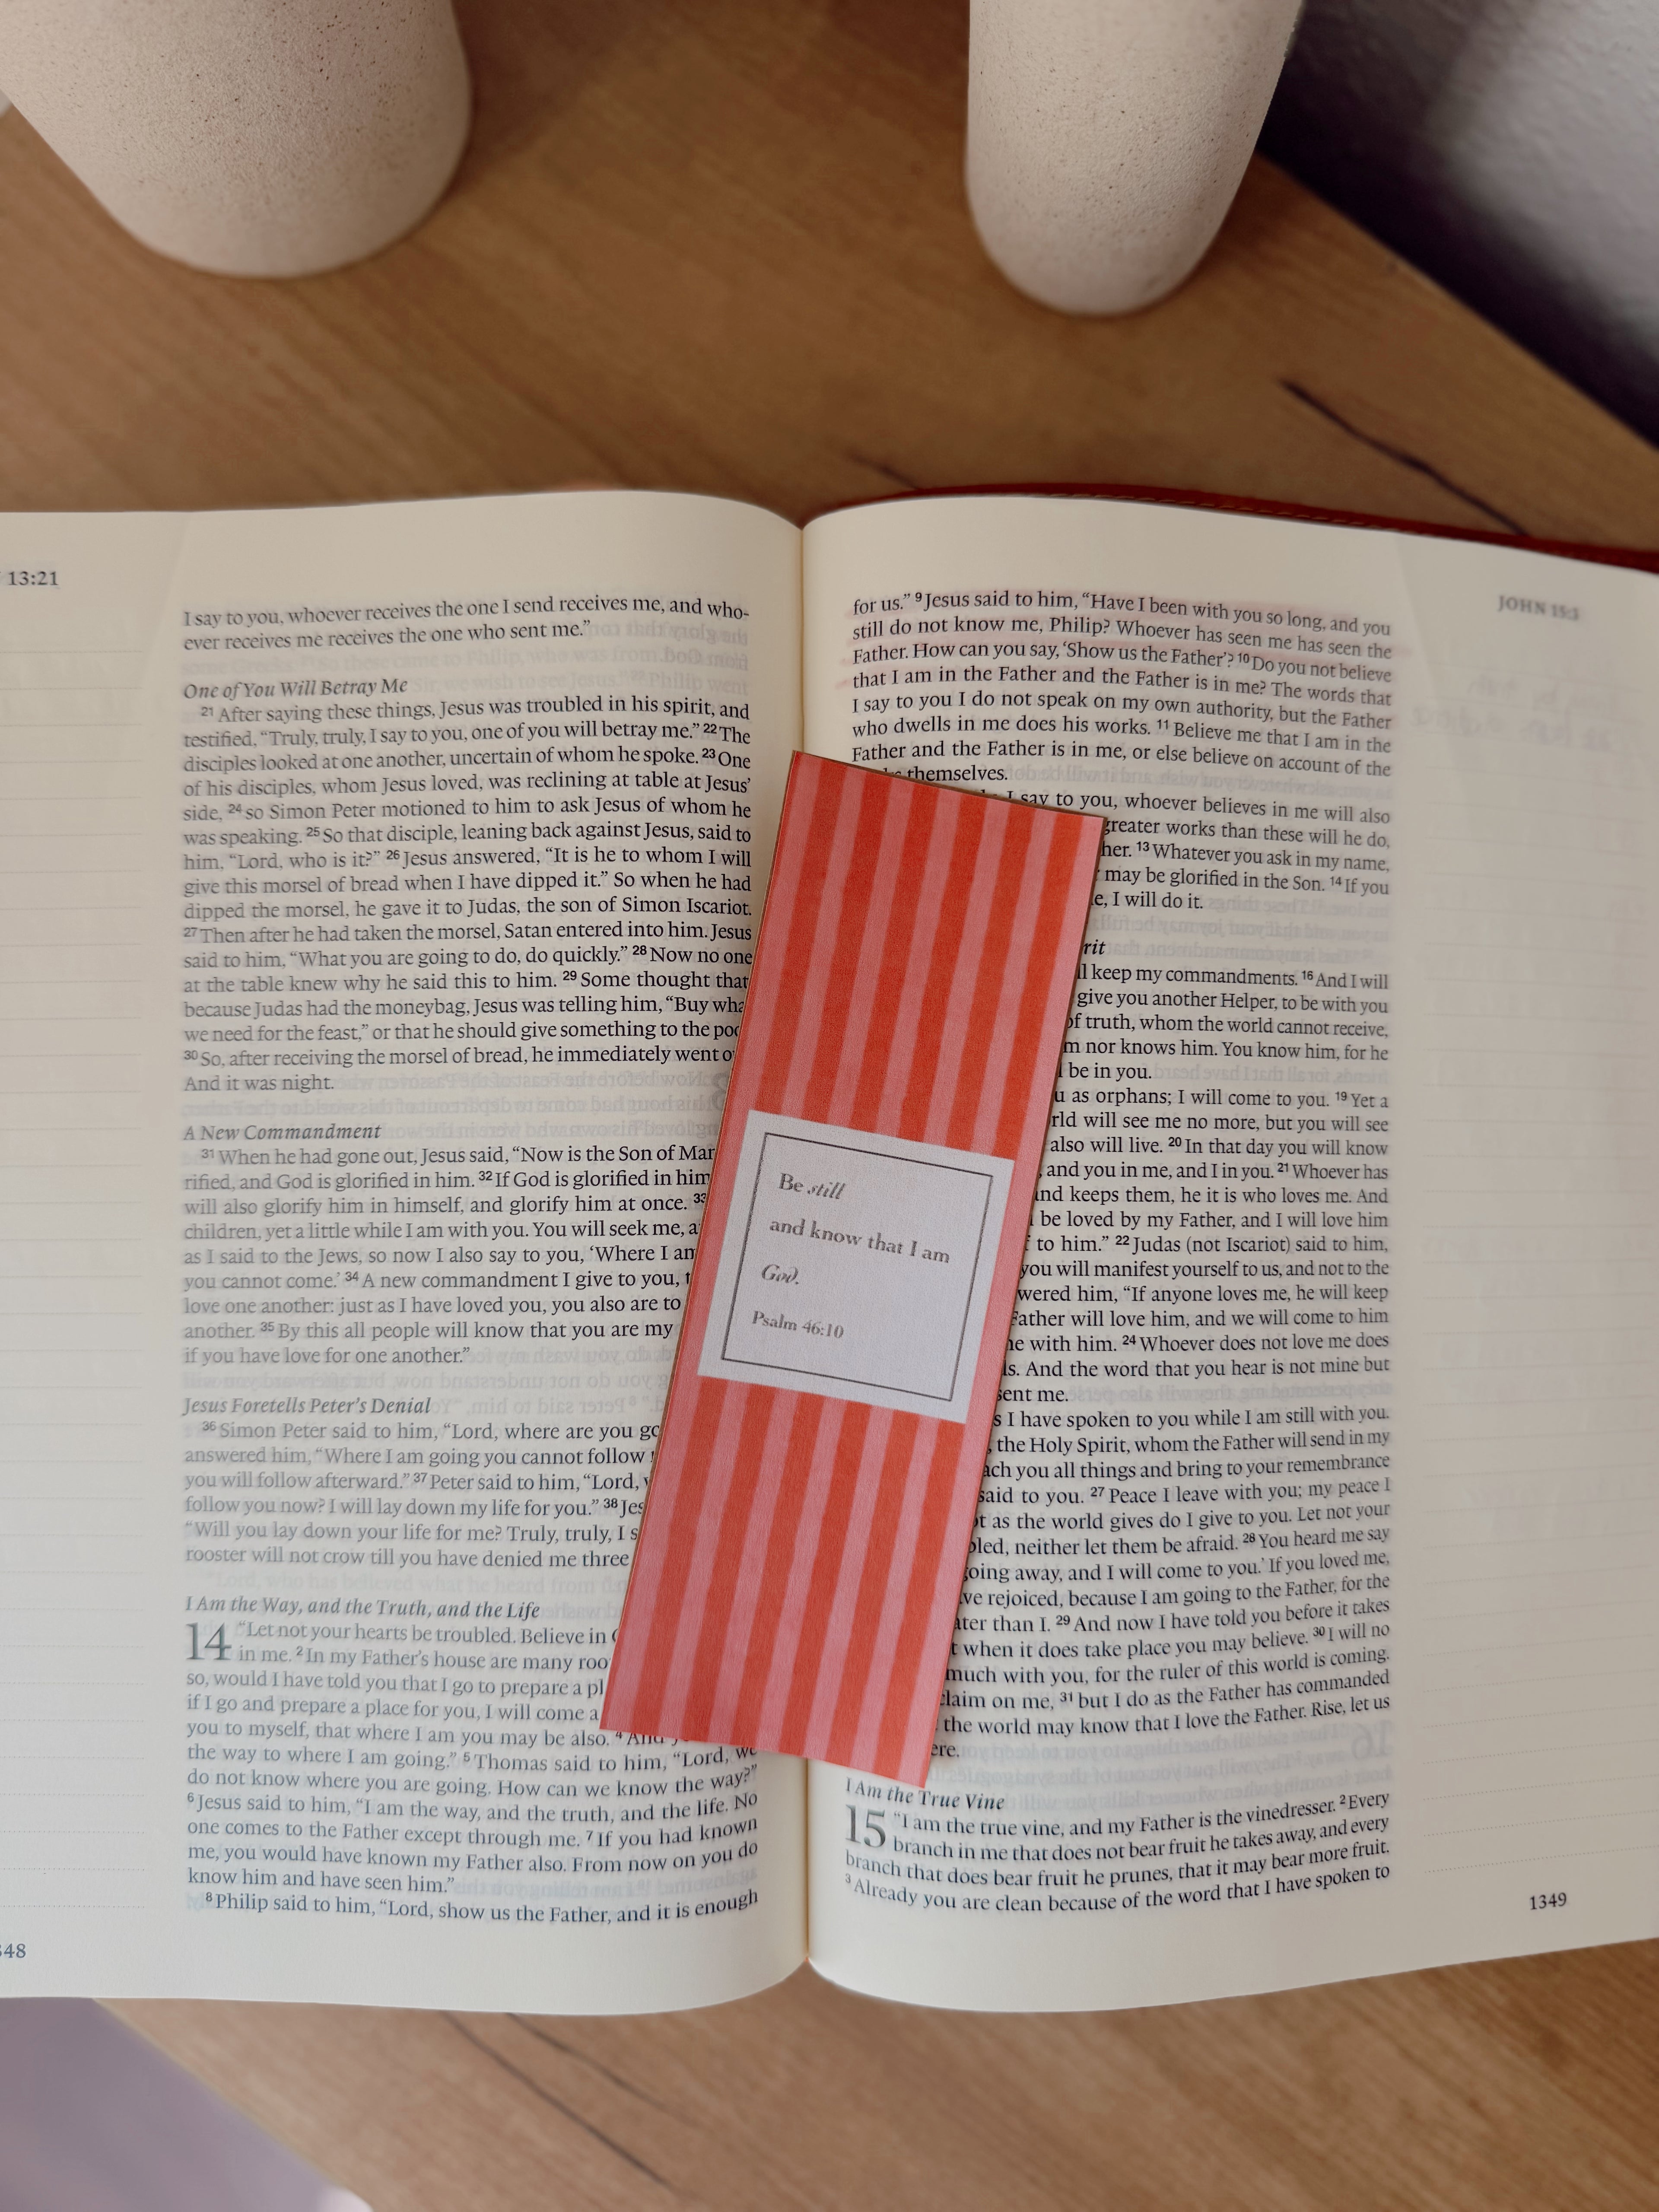 13:21
I say to you, whoever receives the one I send receives me, and who-
ever receives me receives the one who sent me.”
One of You Will Betray Me
21 After saying these things, Jesus was troubled in his spirit, and
testified, “Truly, truly, I say to you, one of you will betray me.” 22 The
disciples looked at one another, uncertain of whom he spoke. 23 One
of his disciples, whom Jesus loved, was reclining at table at Jesus’
side, 24 so Simon Peter motioned to him to ask Jesus of whom he
was speaking. 25 So that disciple, leaning back against Jesus, said to
him, “Lord, who is it?” 26 Jesus answered, “It is he to whom I will
give this morsel of bread when I have dipped it.” So when he had
dipped the morsel, he gave it to Judas, the son of Simon Iscariot.
27 Then after he had taken the morsel, Satan entered into him. Jesus
said to him, “What you are going to do, do quickly.” 28 Now no one
at the table knew why he said this to him. 29 Some thought that
because Judas had the moneybag, Jesus was telling him, “Buy
we need for the feast,” or that he should give something to the
30 So, after receiving the morsel of bread, he immediately went
And it was night.
A New Commandment
31 When he had gone out, Jesus said, “Now is the Son of
rified, and God is glorified in him. 32 If God is glorified in him
will also glorify him in himself, and glorify him at once. 33
children, yet a little while I am with you. You will seek me,
as I said to the Jews, so now I also say to you, ‘Where I am
you cannot come.’ 34 A new commandment I give to you,
love one another: just as I have loved you, you also are to
another. 35 By this all people will know that you are my
if you have love for one another.”
Jesus Foretells Peter’s Denial
36 Simon Peter said to him, “Lord, where are you
answered him, “Where I am going you cannot follow
you will follow afterward.” 37 Peter said to him, “Lord,
follow you now? I will lay down my life for you.” 38
“Will you lay down your life for me? Truly, truly, I
rooster will not crow till you have denied me three
I Am the Way, and the Truth, and the Life
14 “Let not your hearts be troubled. Believe in
in me. 2 In my Father’s house are many
so, would I have told you that I go to prepare a
if I go and prepare a place for you, I will come
you to myself, that where I am you may be also. 4 And
the way to where I am going.” 5 Thomas said to him, “Lord, we
do not know where you are going. How can we know the way?”
6 Jesus said to him, “I am the way, and the truth, and the life. No
one comes to the Father except through me. 7 If you had known
me, you would have known my Father also. From now on you do
know him and have seen him.”
8 Philip said to him, “Lord, show us the Father, and it is enough
348
JOHN 15:3
for us.” 9 Jesus said to him, “Have I been with you so long, and you
still do not know me, Philip? Whoever has seen me has seen the
Father. How can you say, ‘Show us the Father’? 10 Do you not believe
that I am in the Father and the Father is in me? The words that
I say to you I do not speak on my own authority, but the Father
who dwells in me does his works. 11 Believe me that I am in the
Father and the Father is in me, or else believe on account of the
themselves.
I say to you, whoever believes in me will also
greater works than these will he do,
13 Whatever you ask in my name,
may be glorified in the Son. 14 If you
I will do it.
keep my commandments. 16 And I will
give you another Helper, to be with you
of truth, whom the world cannot receive,
nor knows him. You know him, for he
be in you.
as orphans; I will come to you. 19 Yet a
will see me no more, but you will see
also will live. 20 In that day you will know
and you in me, and I in you. 21 Whoever has
and keeps them, he it is who loves me. And
be loved by my Father, and I will love him
to him.” 22 Judas (not Iscariot) said to him,
you will manifest yourself to us, and not to the
him, “If anyone loves me, he will keep
Father will love him, and we will come to him
with him. 24 Whoever does not love me does
And the word that you hear is not mine but
sent me.
I have spoken to you while I am still with you.
the Holy Spirit, whom the Father will send in my
you all things and bring to your remembrance
said to you. 27 Peace I leave with you; my peace I
as the world gives do I give to you. Let not your
neither let them be afraid. 28 You heard me say
going away, and I will come to you.’ If you loved me,
rejoiced, because I am going to the Father, for the
than I. 29 And now I have told you before it takes
when it does take place you may believe. 30 I will no
much with you, for the ruler of this world is coming.
claim on me, 31 but I do as the Father has commanded
the world may know that I love the Father. Rise, let us
I Am the True Vine
15 “I am the true vine, and my Father is the vinedresser. 2 Every
branch in me that does not bear fruit he takes away, and every
branch that does bear fruit he prunes, that it may bear more fruit.
3 Already you are clean because of the word that I have spoken to
1349
Be still
and know that I am
God.
Psalm 46:10